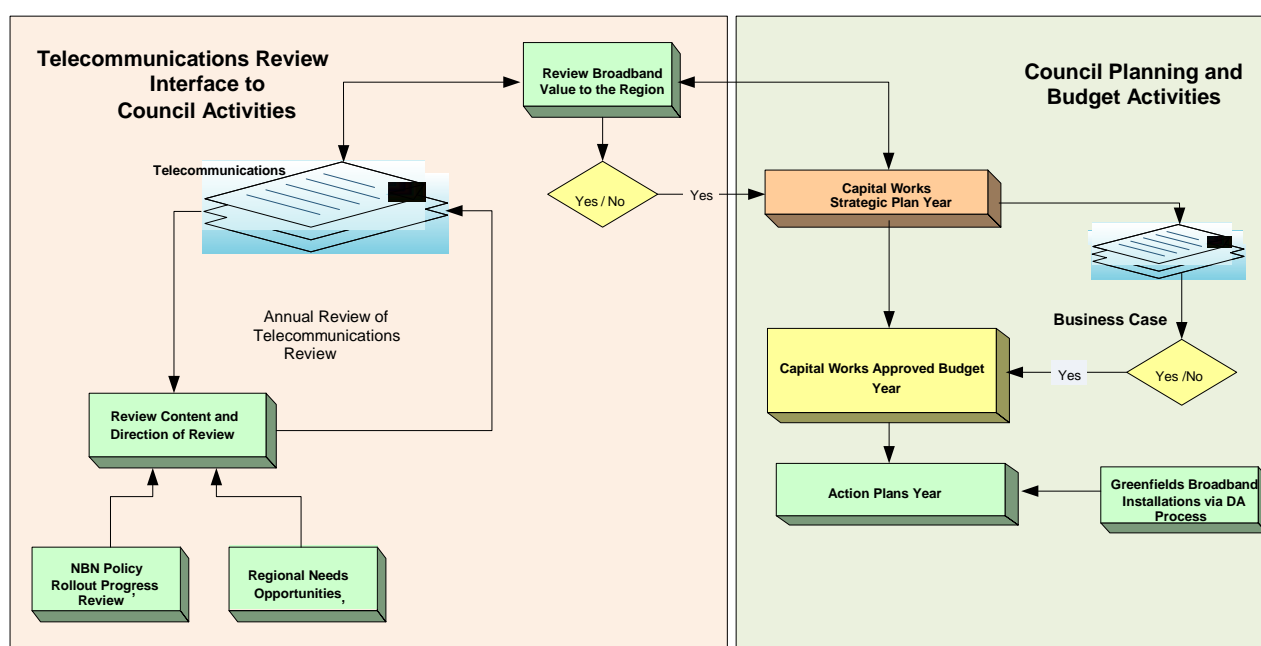 Telecommunications Review
Interface to
Council Activities
Review Broadband
Value to the Region
Council Planning and
Budget Activities
Telecommunications
Yes / No
Yes
Capital Works
Strategic Plan Year
Annual Review of
Telecommunications
Review
Business Case
Capital Works Approved Budget
Year
Yes
Yes /No
Review Content and
Direction of Review
Action Plans Year
Greenfields Broadband
Installations via DA
Process
NBN Policy
Rollout Progress
Review,
Regional Needs
Opportunities,